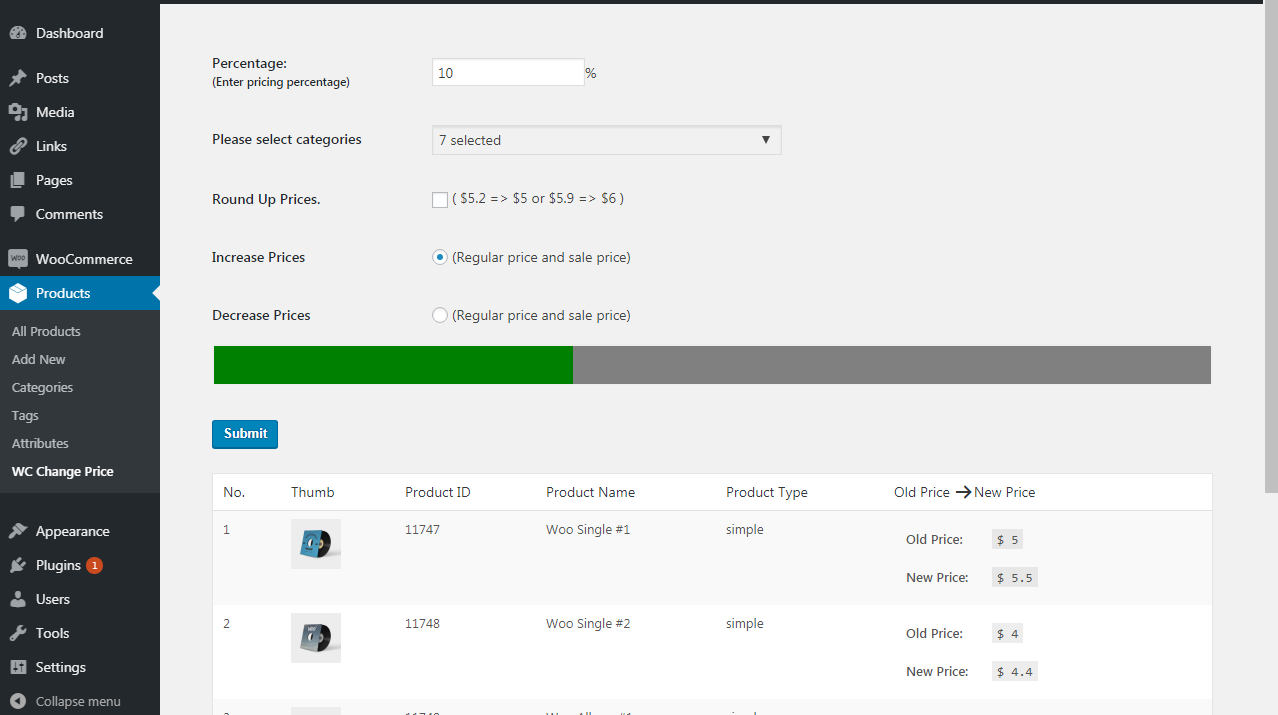 Dashboard
Posts
Media
Links
Pages
Comments
WOO WooCommerce
Products
All Products
Add New
Categories
Tags
Attributes
WC Change Price
Appearance
Plugins 1
Users
Tools
Settings
Collapse menu
Percentage:
(Enter pricing percentage)
10 %
Please select categories
7 selected
Round Up Prices.
( $5.2 => $5 or $5.9 => $6 )
Increase Prices
(Regular price and sale price)
Decrease Prices
(Regular price and sale price)
Submit
No. Thumb Product ID Product Name Product Type Old Price → New Price
1 11747 Woo Single #1 simple Old Price: $ 5
New Price: $ 5.5
2 11748 Woo Single #2 simple Old Price: $ 4
New Price: $ 4.4